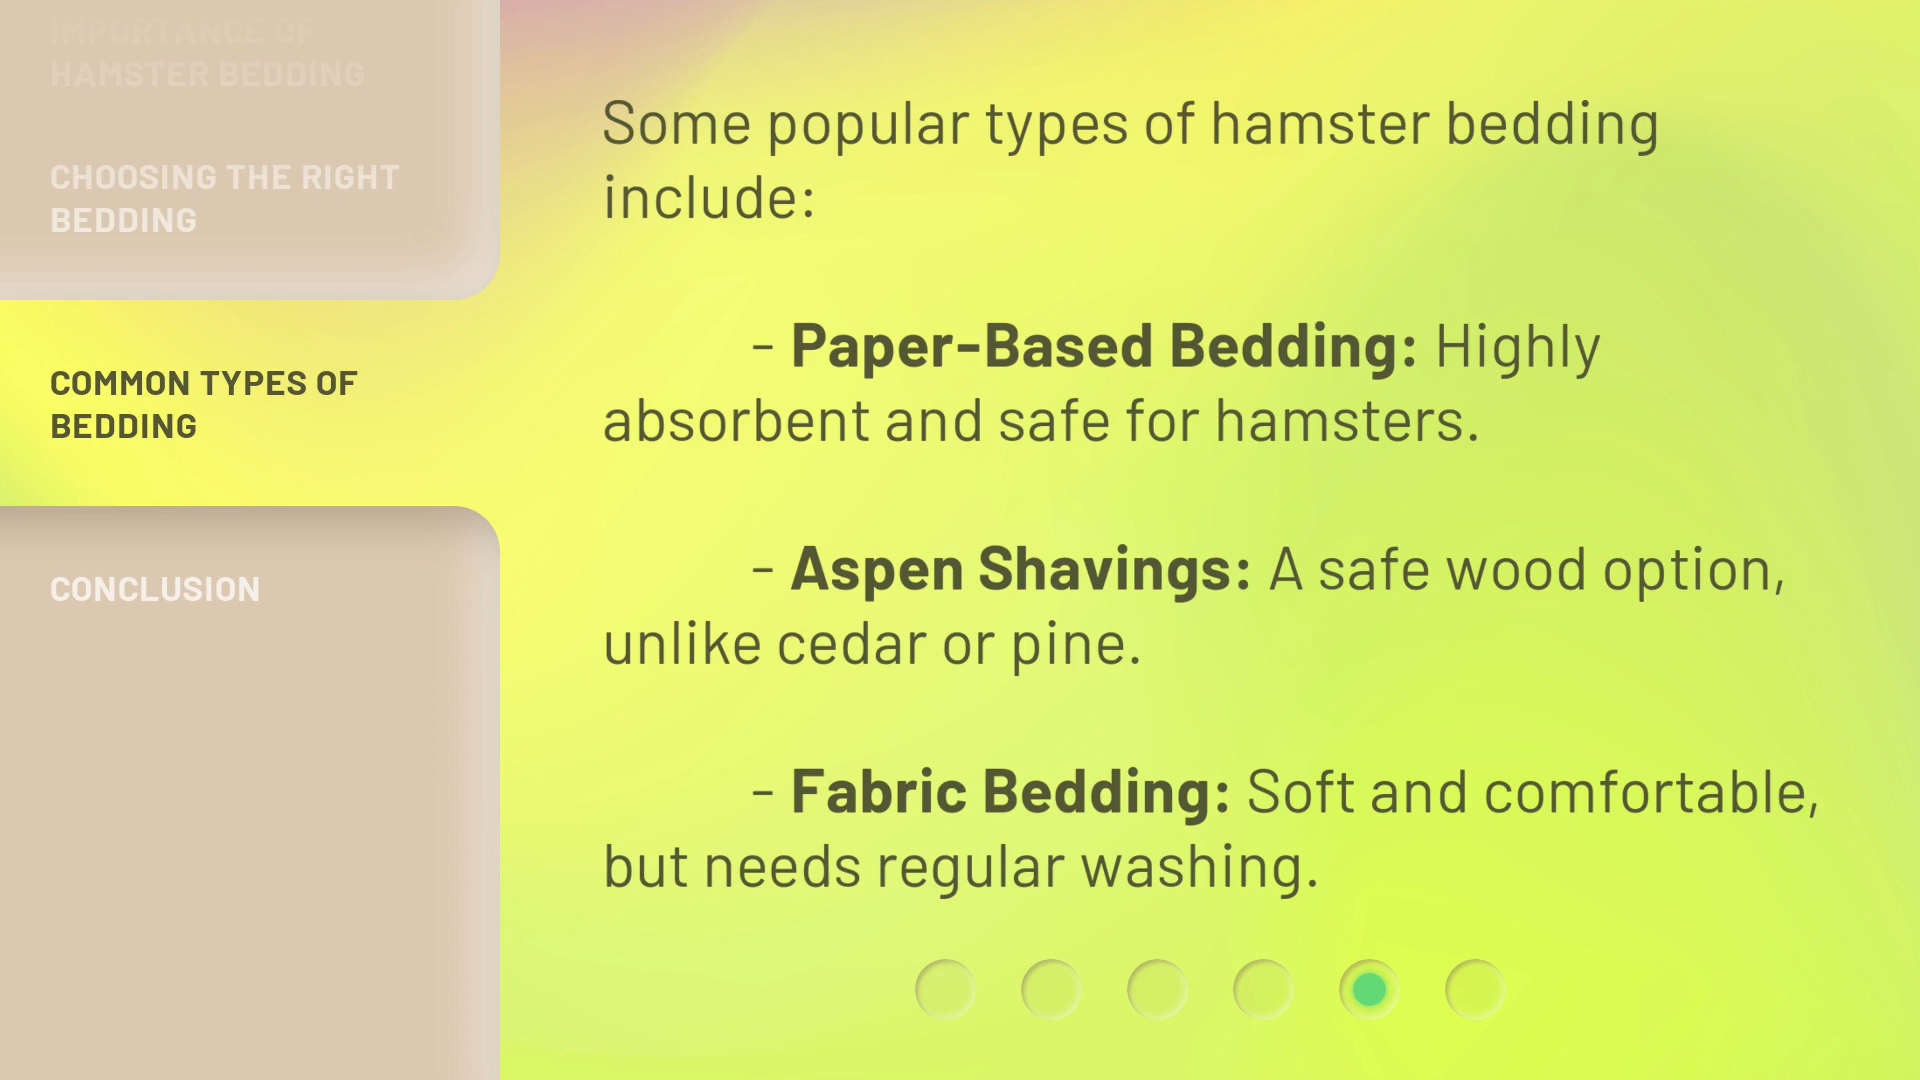 IMPORTANCE OF
HAMSTER BEDDING
CHOOSING THE RIGHT
BEDDING
COMMON TYPES OF
BEDDING
CONCLUSION
Some popular types of hamster bedding
include:
- Paper-Based Bedding: Highly
absorbent and safe for hamsters.
- Aspen Shavings: A safe wood option,
unlike cedar or pine.
- Fabric Bedding: Soft and comfortable,
but needs regular washing.